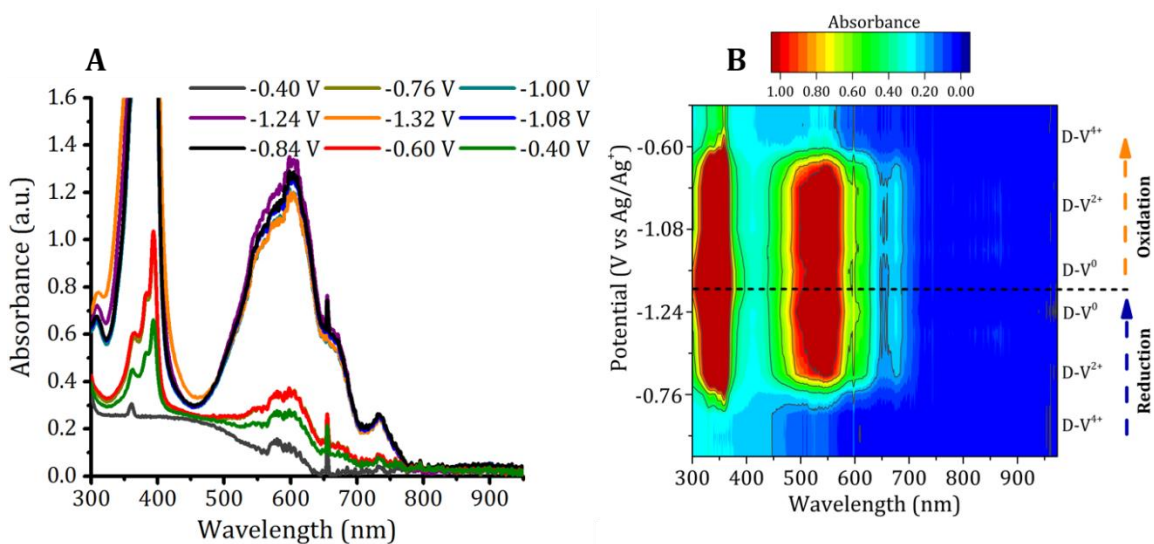 A
-0.40 V -0.76 V -1.00 V
-1.24 V -1.32 V -1.08 V
-0.84 V -0.60 V -0.40 V
Absorbance (a.u.)
1.6
1.4
1.2
1.0
0.8
0.6
0.4
0.2
0.0
300 400 500 600 700 800 900
Wavelength (nm)
Absorbance
B
1.00 0.80 0.60 0.40 0.20 0.00
Potential (V vs Ag/Ag⁺)
-0.60
-1.08
-1.24
-0.76
300 400 500 600 700 800 900
Wavelength (nm)
D-V⁴⁺
D-V²⁺
D-V⁰
D-V⁰
D-V²⁺
D-V⁴⁺
Oxidation
Reduction